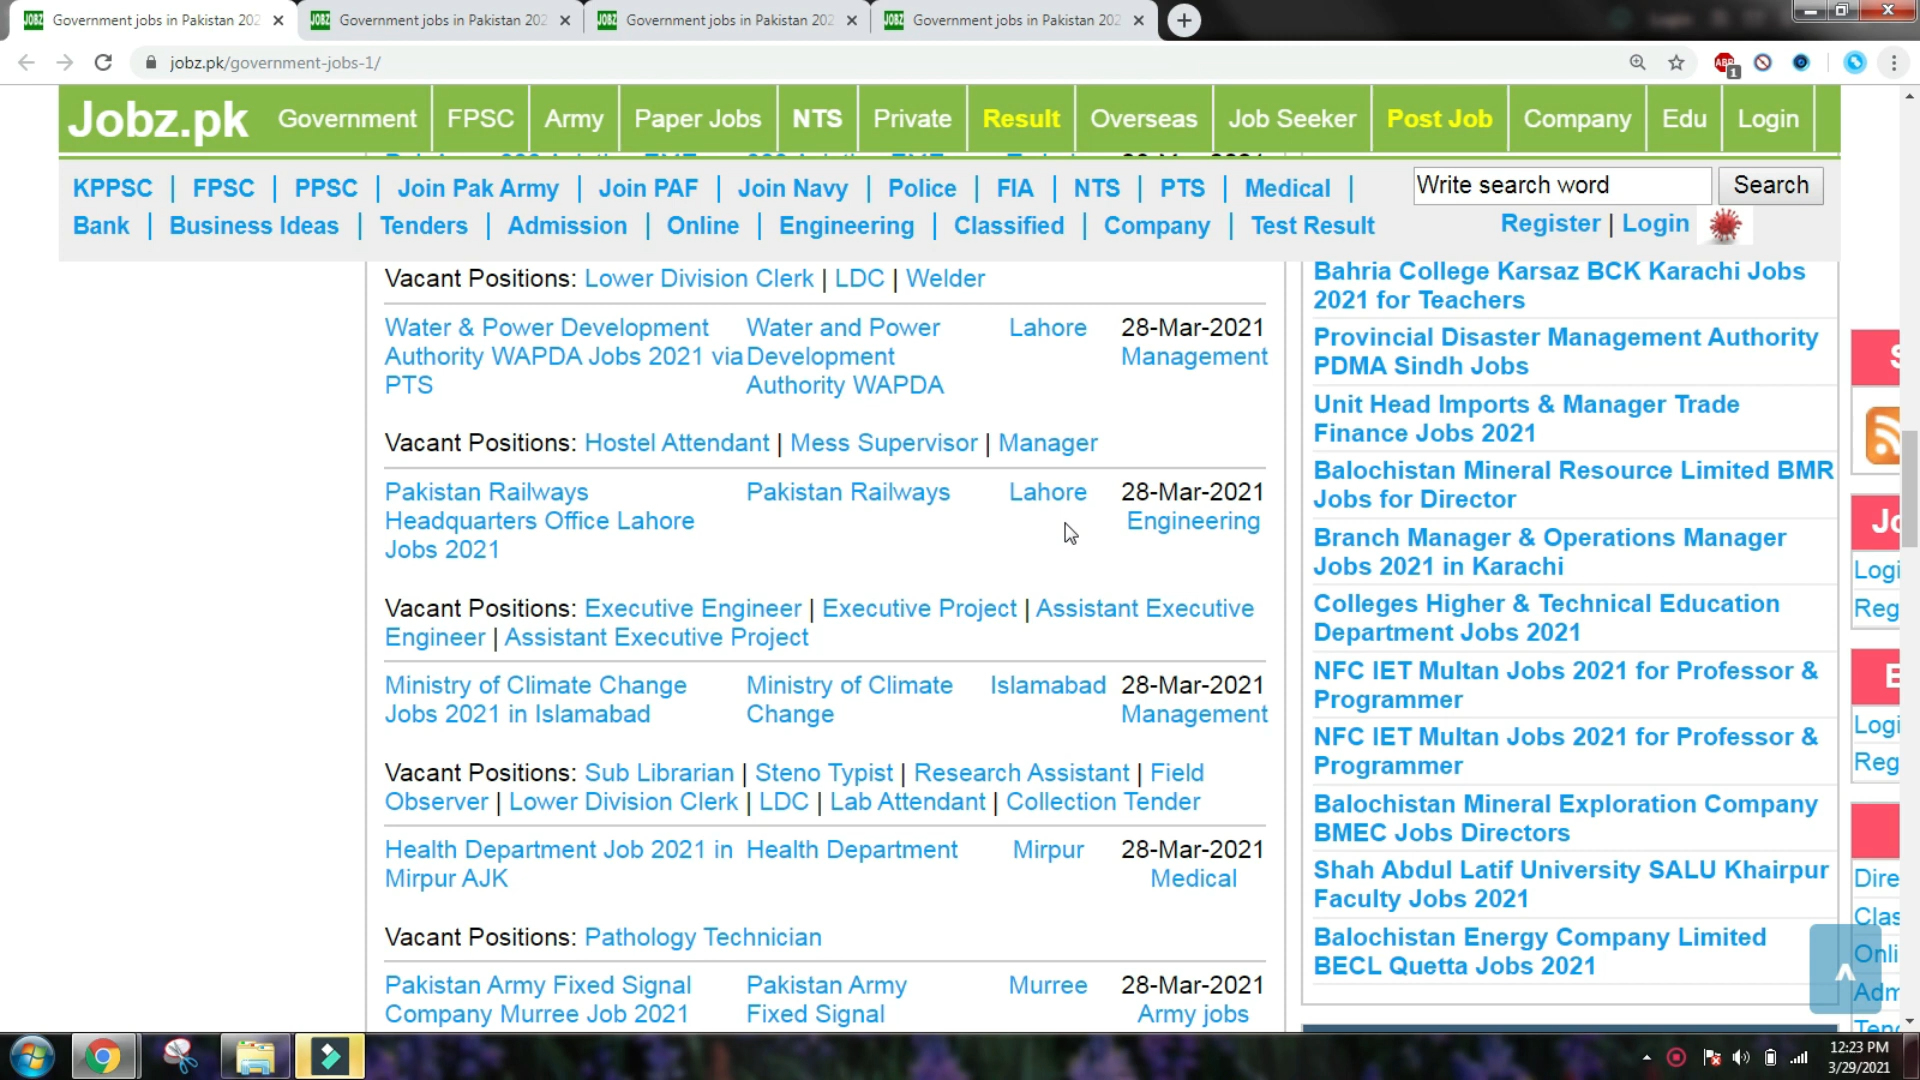 Government jobs in Pakistan 202
Government jobs in Pakistan 202
Government jobs in Pakistan 202
Government jobs in Pakistan 202
jobz.pk/government-jobs-1/
Jobz.pk Government FPSC Army Paper Jobs NTS Private Result Overseas Job Seeker Post Job Company Edu Login
KPPSC | FPSC | PPSC | Join Pak Army | Join PAF | Join Navy | Police | FIA | NTS | PTS | Medical |
Write search word Search
Bank | Business Ideas | Tenders | Admission | Online | Engineering | Classified | Company | Test Result
Register | Login
Vacant Positions: Lower Division Clerk | LDC | Welder
Water & Power Development Water and Power Lahore 28-Mar-2021
Authority WAPDA Jobs 2021 via Development Management
PTS Authority WAPDA
Vacant Positions: Hostel Attendant | Mess Supervisor | Manager
Pakistan Railways Pakistan Railways Lahore 28-Mar-2021
Headquarters Office Lahore Engineering
Jobs 2021
Vacant Positions: Executive Engineer | Executive Project | Assistant Executive
Engineer | Assistant Executive Project
Ministry of Climate Change Ministry of Climate Islamabad 28-Mar-2021
Jobs 2021 in Islamabad Change Management
Vacant Positions: Sub Librarian | Steno Typist | Research Assistant | Field
Observer | Lower Division Clerk | LDC | Lab Attendant | Collection Tender
Health Department Job 2021 in Health Department Mirpur 28-Mar-2021
Mirpur AJK Medical
Vacant Positions: Pathology Technician
Pakistan Army Fixed Signal Pakistan Army Murree 28-Mar-2021
Company Murree Job 2021 Fixed Signal Army jobs
Bahria College Karsaz BCK Karachi Jobs
2021 for Teachers
Provincial Disaster Management Authority
PDMA Sindh Jobs
Unit Head Imports & Manager Trade
Finance Jobs 2021
Balochistan Mineral Resource Limited BMR
Jobs for Director
Branch Manager & Operations Manager
Jobs 2021 in Karachi
Colleges Higher & Technical Education
Department Jobs 2021
NFC IET Multan Jobs 2021 for Professor &
Programmer
NFC IET Multan Jobs 2021 for Professor &
Programmer
Balochistan Mineral Exploration Company
BMEC Jobs Directors
Shah Abdul Latif University SALU Khairpur
Faculty Jobs 2021
Balochistan Energy Company Limited
BECL Quetta Jobs 2021
S
Jo
Logi
Reg
E
Logi
Reg
Dire
Clas
Onli
Adm
ABP
1
12:23 PM
3/29/2021